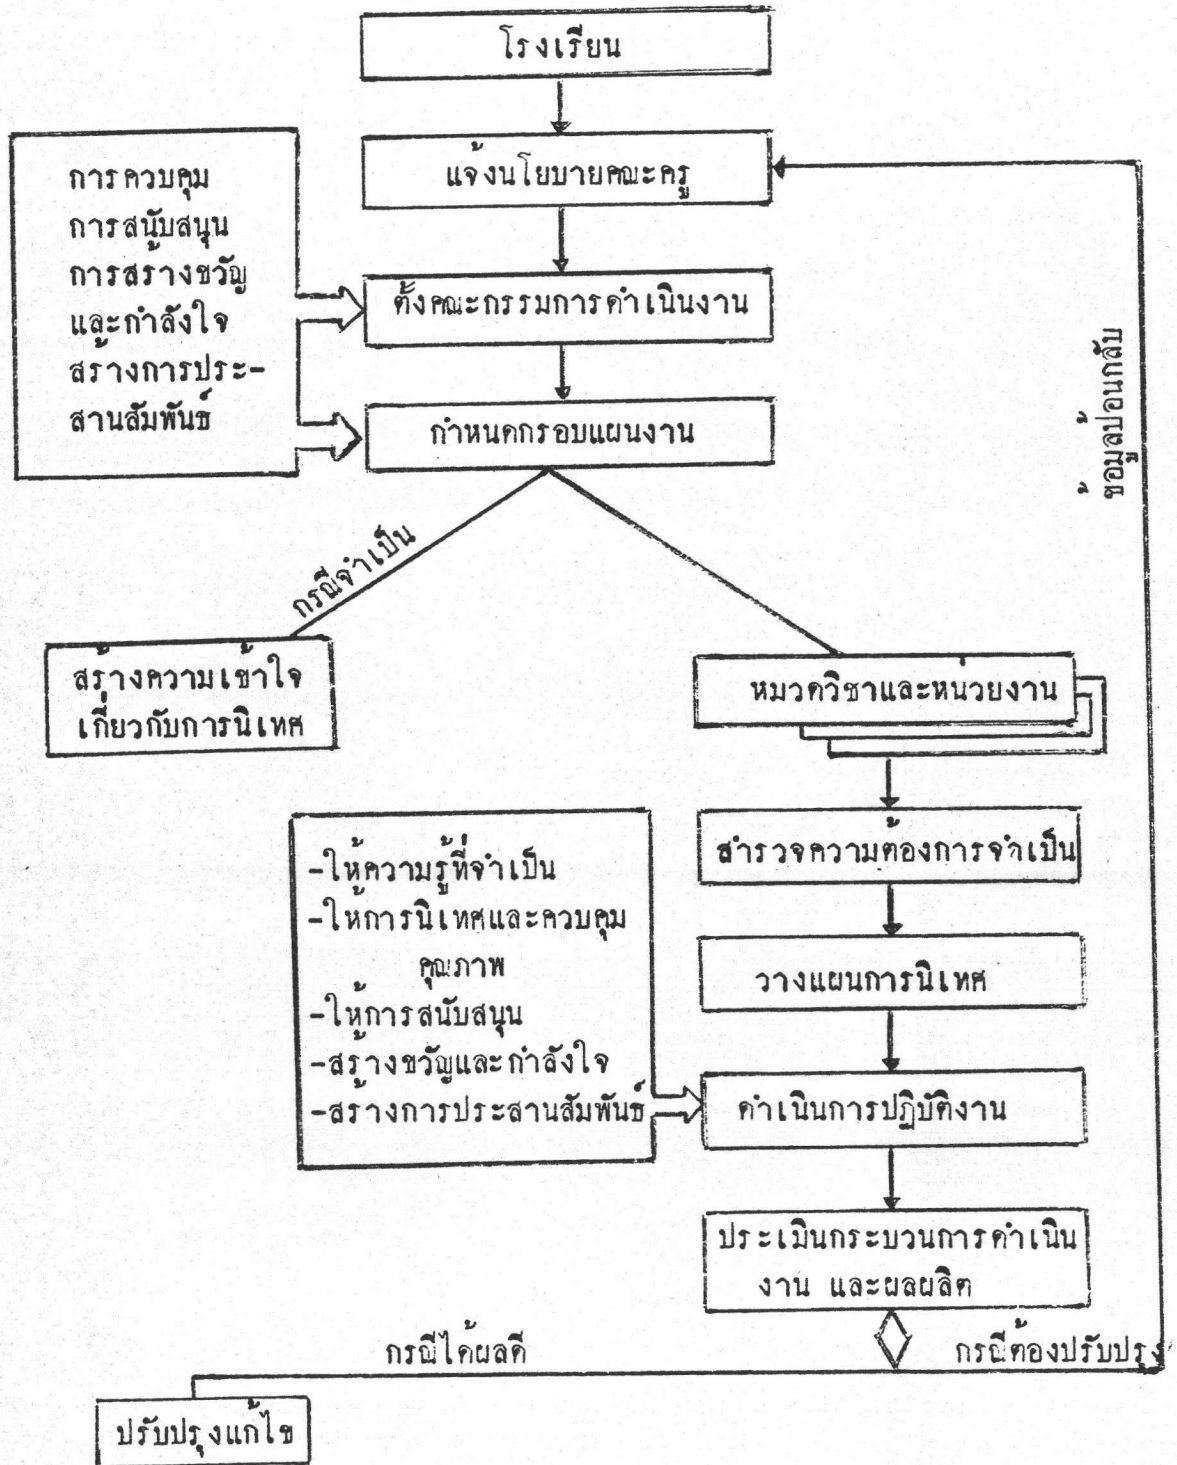 โรงเรียน
แจ้งนโยบายคณะครู
การควบคุม
การสนับสนุน
การสร้างขวัญ
และกำลังใจ
สร้างการประ-
สานสัมพันธ์
ตั้งคณะกรรมการดำเนินงาน
กำหนดกรอบแผนงาน
ข้อมูลป้อนกลับ
กรณีจำเป็น
สร้างความเข้าใจ
เกี่ยวกับการนิเทศ
หมวดวิชาและหน่วยงาน
สำรวจความต้องการจำเป็น
-ให้ความรู้ที่จำเป็น
-ให้การนิเทศและควบคุม
คุณภาพ
-ให้การสนับสนุน
-สร้างขวัญและกำลังใจ
-สร้างการประสานสัมพันธ์
วางแผนการนิเทศ
ดำเนินการปฏิบัติงาน
ประเมินกระบวนการดำเนิน
งาน และผลผลิต
กรณีได้ผลดี
กรณีต้องปรับปรุง
ปรับปรุงแก้ไข